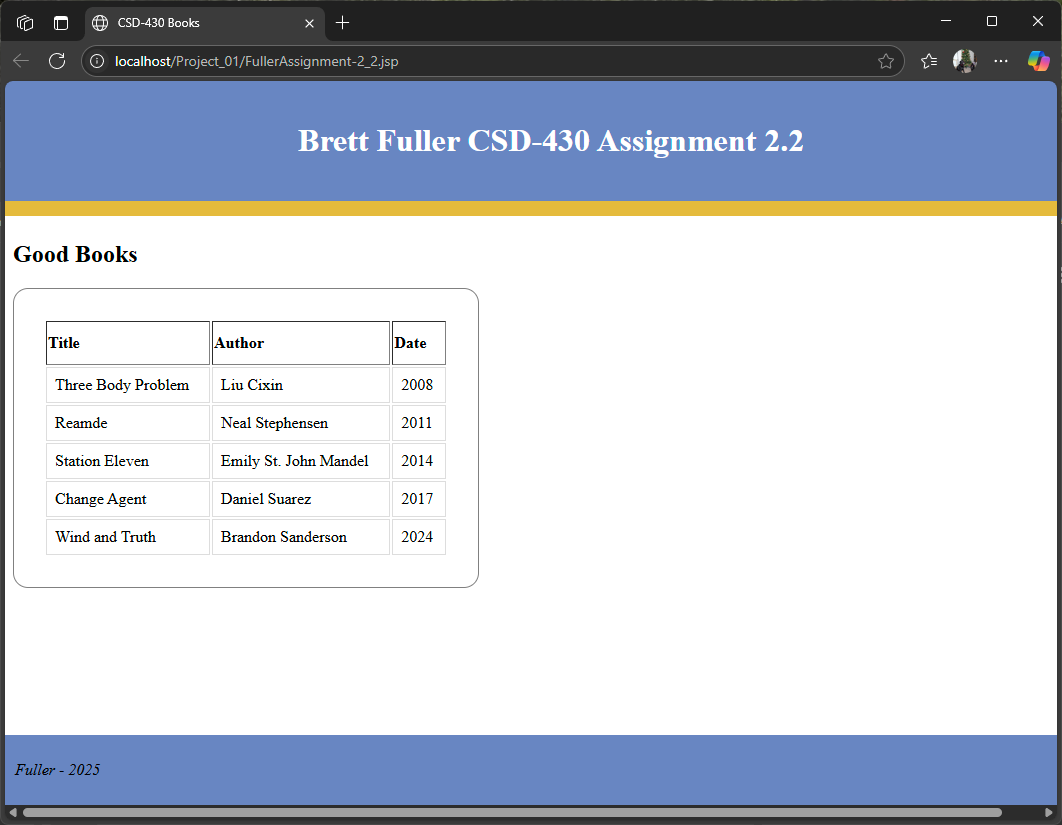 CSD-430 Books
localhost/Project_01/FullerAssignment-2_2.jsp
Brett Fuller CSD-430 Assignment 2.2
Good Books
Title Author Date
Three Body Problem Liu Cixin 2008
Reamde Neal Stephensen 2011
Station Eleven Emily St. John Mandel 2014
Change Agent Daniel Suarez 2017
Wind and Truth Brandon Sanderson 2024
Fuller - 2025